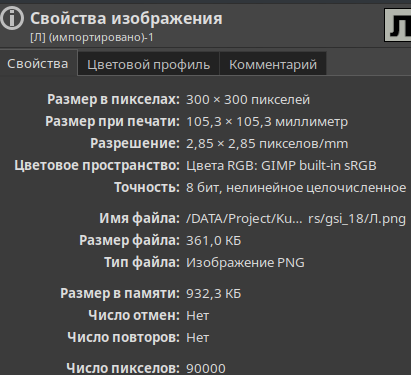 Свойства изображения
[Л] (импортировано)-1
Л
Свойства
Цветовой профиль
Комментарий
Размер в пикселах: 300 × 300 пикселей
Размер при печати: 105,3 × 105,3 миллиметр
Разрешение: 2,85 × 2,85 пикселов/mm
Цветовое пространство: Цвета RGB: GIMP built-in sRGB
Точность: 8 бит, нелинейное целочисленное
Имя файла: /DATA/Project/Ku... rs/gsi_18/Л.png
Размер файла: 361,0 КБ
Тип файла: Изображение PNG
Размер в памяти: 932,3 КБ
Число отмен: Нет
Число повторов: Нет
Число пикселов: 90000